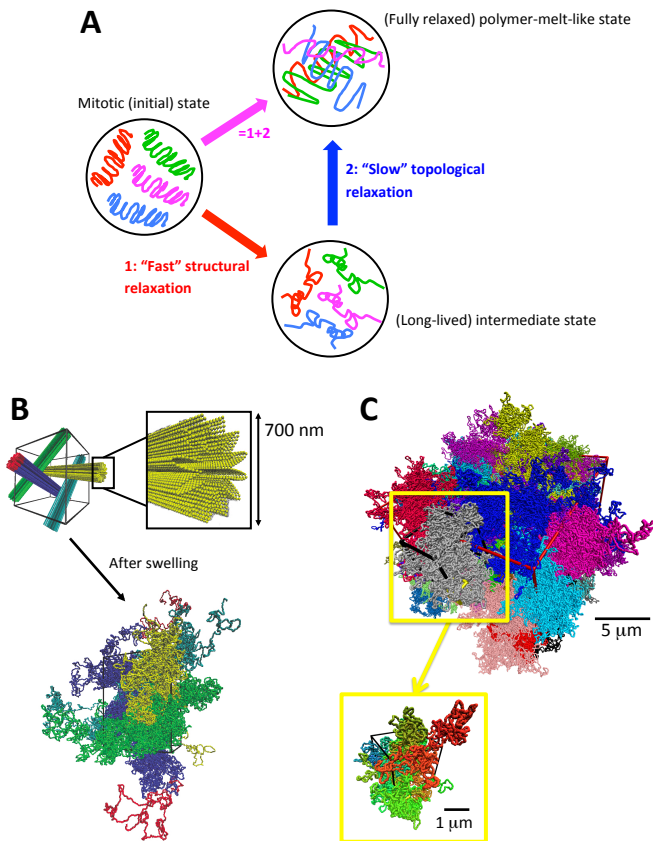 A
(Fully relaxed) polymer-melt-like state
Mitotic (initial) state
=1+2
2: “Slow” topological
relaxation
1: “Fast” structural
relaxation
(Long-lived) intermediate state
B
700 nm
After swelling
C
5 μm
1 μm